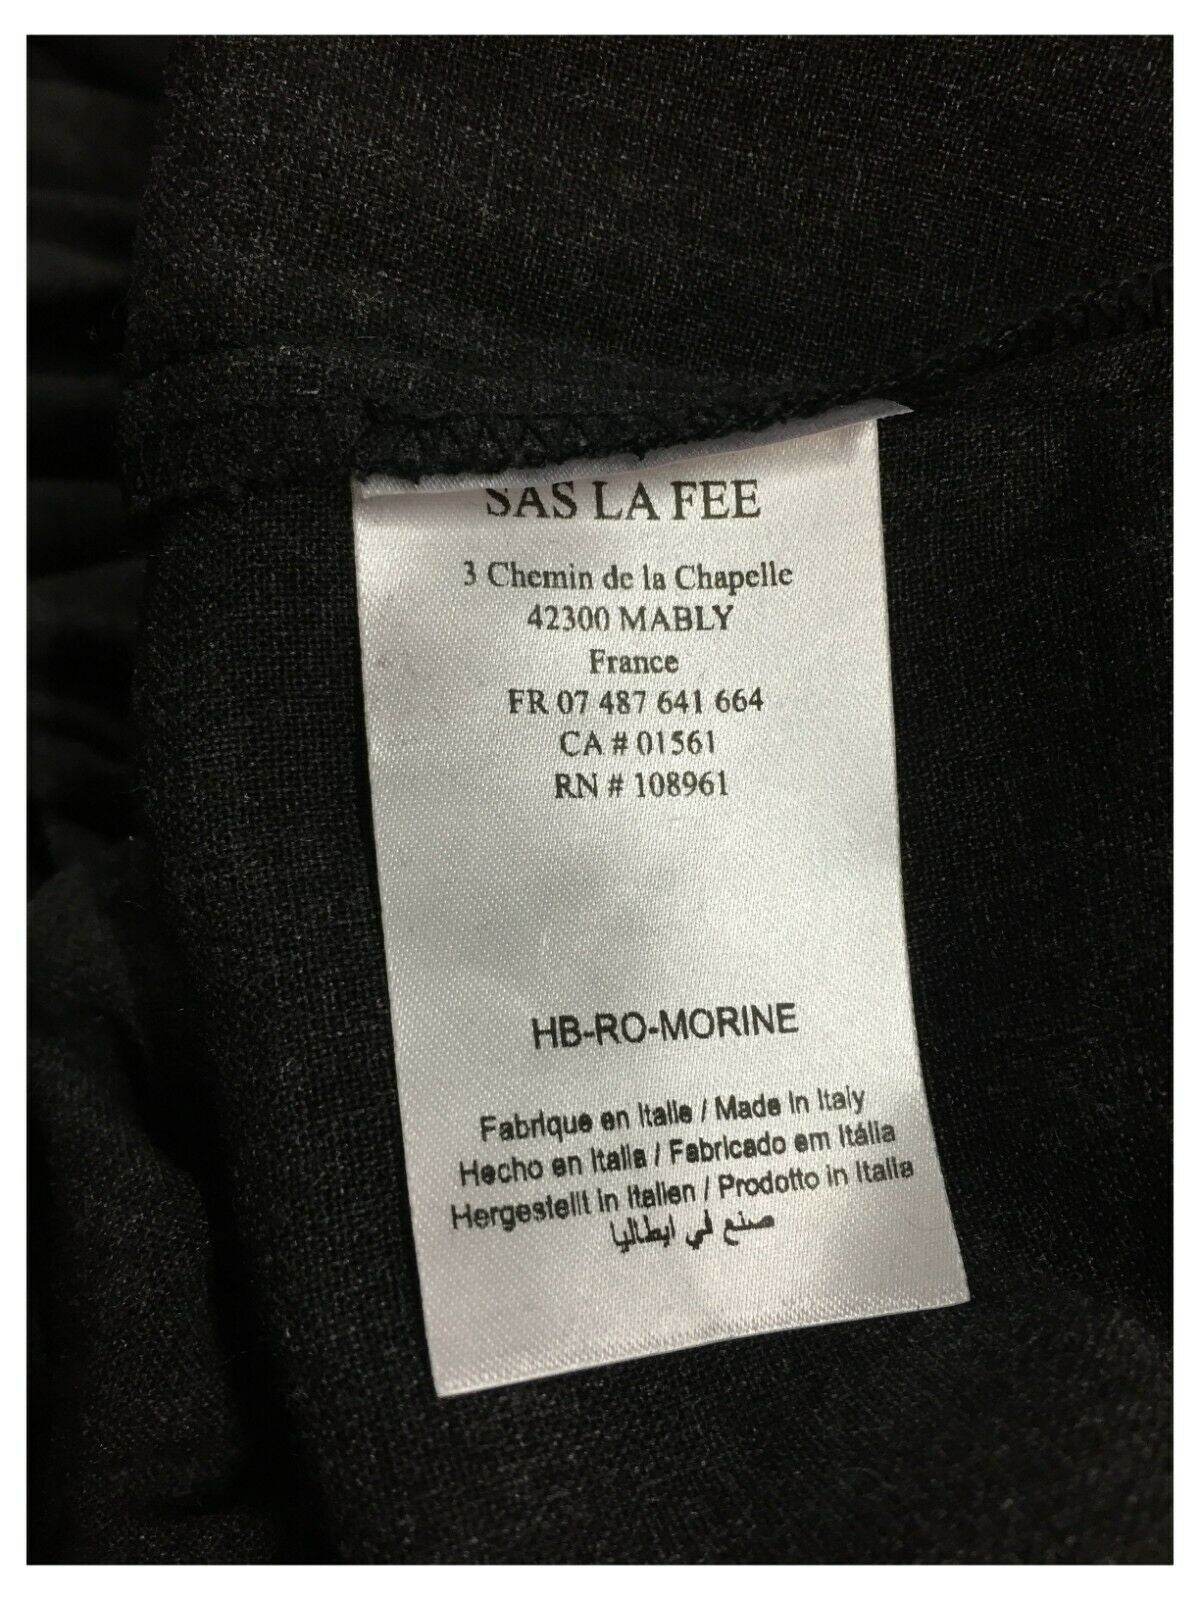 SAS LA FEE
3 Chemin de la Chapelle
42300 MABLY
France
FR 07 487 641 664
CA # 01561
RN # 108961
HB-RO-MORINE
Fabrique en Italie / Made in Italy
Hecho en Italia / Fabricado em Itália
Hergestellt in Italien / Prodotto in Italia
صنع في ايطاليا